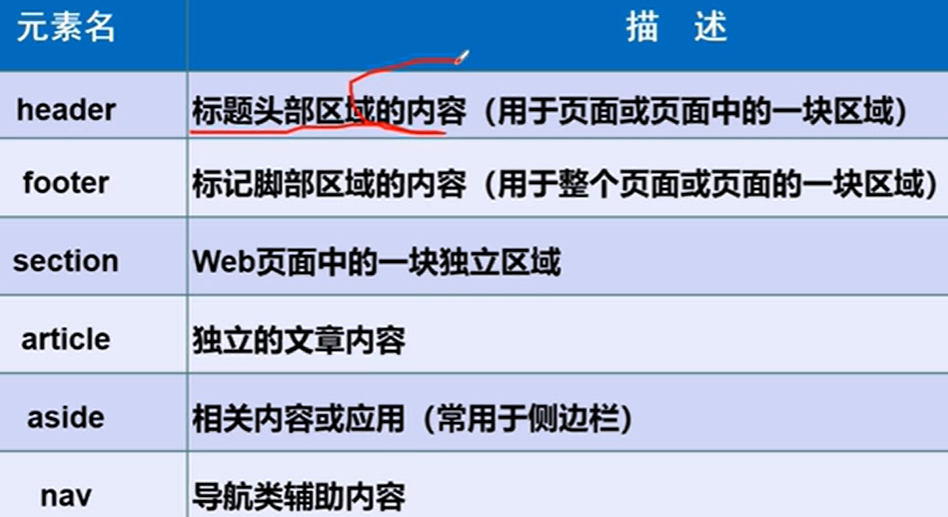 元素名 描 述
header 标题头部区域的内容（用于页面或页面中的一块区域）
footer 标记脚部区域的内容（用于整个页面或页面的一块区域）
section Web页面中的一块独立区域
article 独立的文章内容
aside 相关内容或应用（常用于侧边栏）
nav 导航类辅助内容